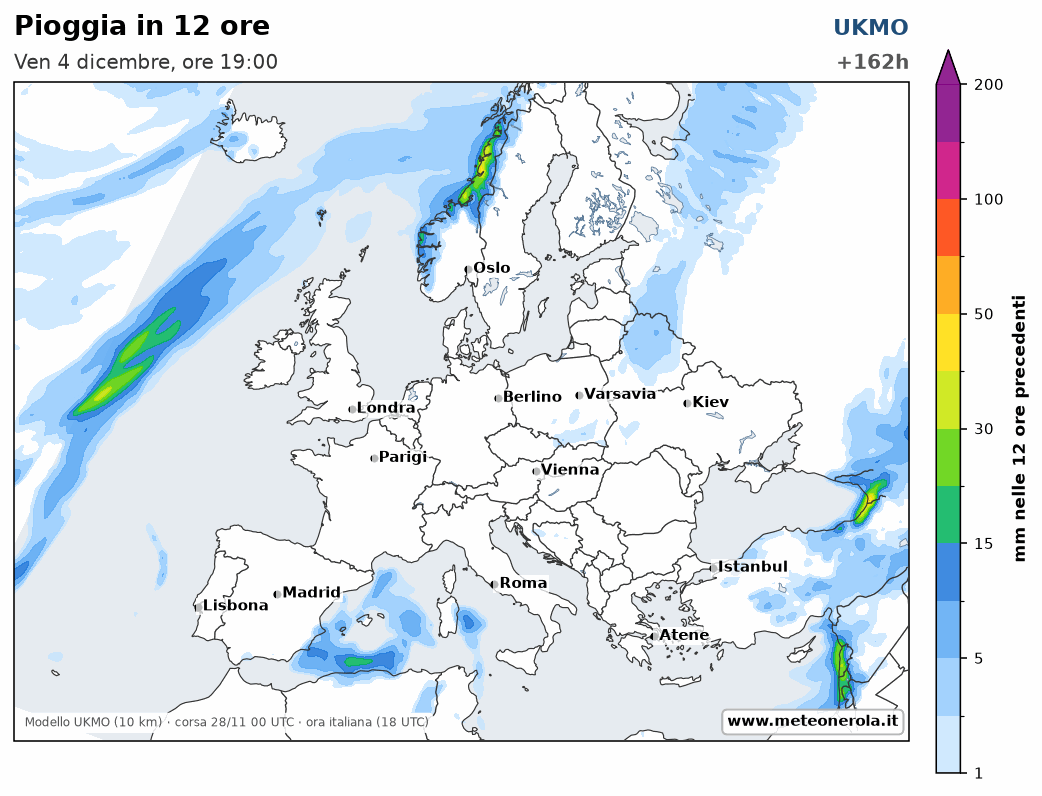 Pioggia in 12 ore
UKMO
Ven 4 dicembre, ore 19:00
+162h
200
100
50
30
15
5
1
mm nelle 12 ore precedenti
Oslo
Berlino
Varsavia
Kiev
Londra
Parigi
Vienna
Istanbul
Roma
Madrid
Lisbona
Atene
Modello UKMO (10 km) · corsa 28/11 00 UTC · ora italiana (18 UTC)
www.meteonerola.it